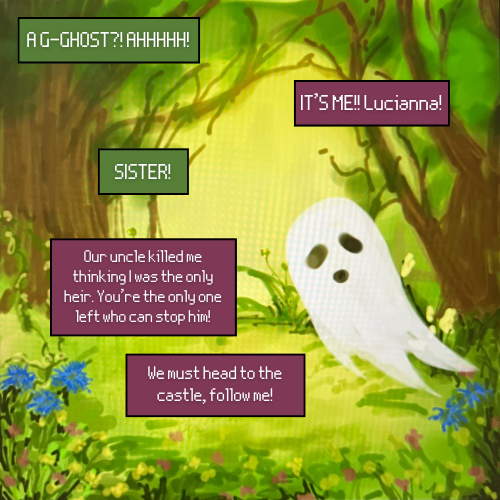 A G-GHOST?! AHHHHH!
IT'S ME!! Lucianna!
SISTER!
Our uncle killed me
thinking I was the only
heir. You're the only one
left who can stop him!
We must head to the
castle, follow me!